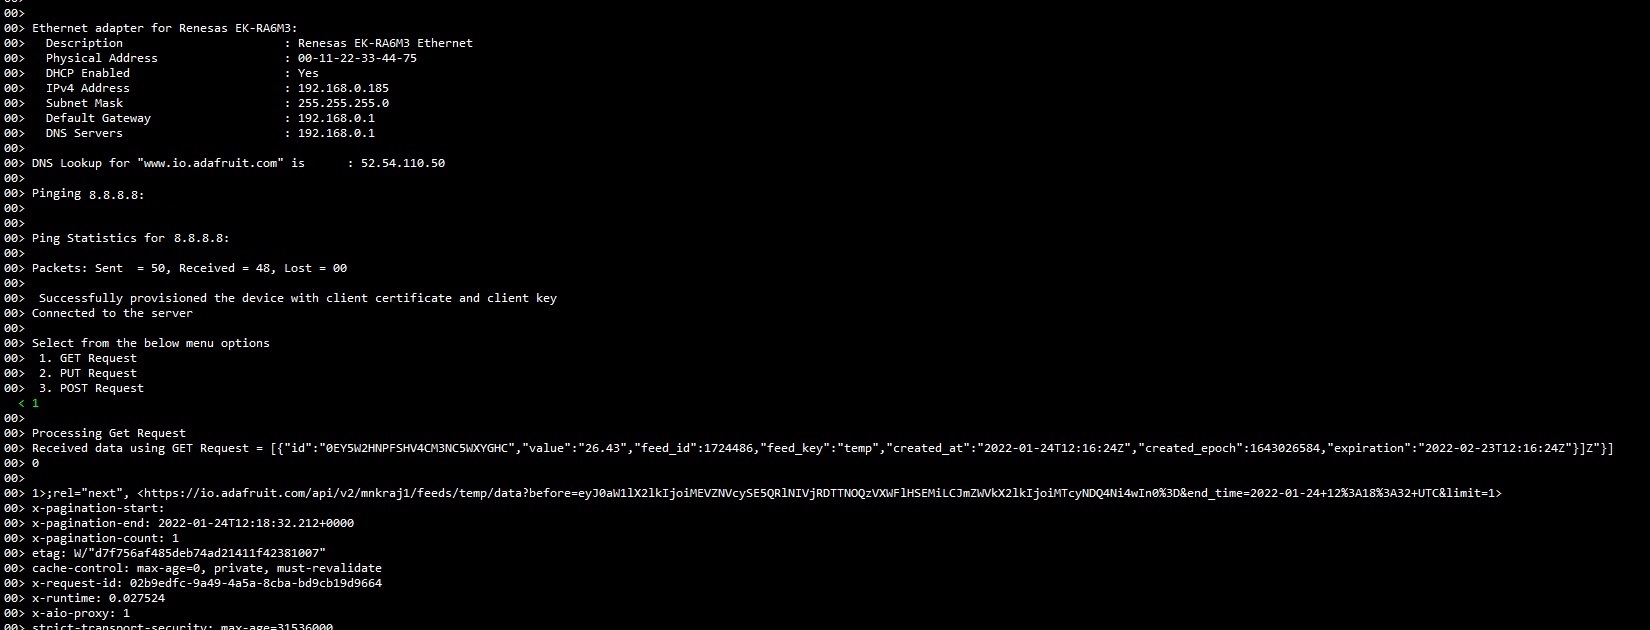 00>
00>
00> Ethernet adapter for Renesas EK-RA6M3:
00>   Description                       : Renesas EK-RA6M3 Ethernet
00>   Physical Address                  : 00-11-22-33-44-75
00>   DHCP Enabled                      : Yes
00>   IPv4 Address                      : 192.168.0.185
00>   Subnet Mask                       : 255.255.255.0
00>   Default Gateway                   : 192.168.0.1
00>   DNS Servers                       : 192.168.0.1
00>
00> DNS Lookup for "www.io.adafruit.com" is      : 52.54.110.50
00>
00> Pinging 8.8.8.8:
00>
00>
00> Ping Statistics for 8.8.8.8:
00>
00> Packets: Sent  = 50, Received = 48, Lost = 00
00>
00>  Successfully provisioned the device with client certificate and client key
00> Connected to the server
00>
00> Select from the below menu options
00>  1. GET Request
00>  2. PUT Request
00>  3. POST Request
< 1
00>
00> Processing Get Request
00> Received data using GET Request = [{"id":"0EY5W2HNPFSHV4CM3NC5WXYGHC","value":"26.43","feed_id":1724486,"feed_key":"temp","created_at":"2022-01-24T12:16:24Z","created_epoch":1643026584,"expiration":"2022-02-23T12:16:24Z"}]Z"}]
00> 0
00>
00> 1>;rel="next", <https://io.adafruit.com/api/v2/mnkraj1/feeds/temp/data?before=eyJ0aW1lX2lkIjoiMEVZNVcySE5QRlNIVjRDTTNOQzVXWFlHSEMiLCJmZWVkX2lkIjoiMTcyNDQ4Ni4wIn0%3D&end_time=2022-01-24+12%3A18%3A32+UTC&limit=1>
00> x-pagination-start:
00> x-pagination-end: 2022-01-24T12:18:32.212+0000
00> x-pagination-count: 1
00> etag: W/"d7f756af485deb74ad21411f42381007"
00> cache-control: max-age=0, private, must-revalidate
00> x-request-id: 02b9edfc-9a49-4a5a-8cba-bd9cb19d9664
00> x-runtime: 0.027524
00> x-aio-proxy: 1
00> strict-transport-security: max-age=31536000